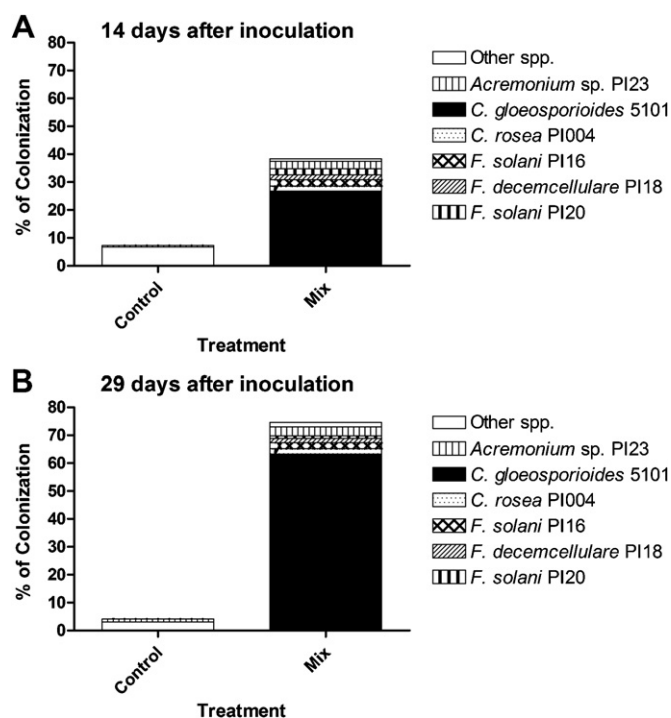 A
14 days after inoculation
% of Colonization
80
70
60
50
40
30
20
10
0
Control
Mix
Treatment
Other spp.
Acremonium sp. PI23
C. gloeosporioides 5101
C. rosea PI004
F. solani PI16
F. decemcellulare PI18
F. solani PI20
B
29 days after inoculation
% of Colonization
80
70
60
50
40
30
20
10
0
Control
Mix
Treatment
Other spp.
Acremonium sp. PI23
C. gloeosporioides 5101
C. rosea PI004
F. solani PI16
F. decemcellulare PI18
F. solani PI20